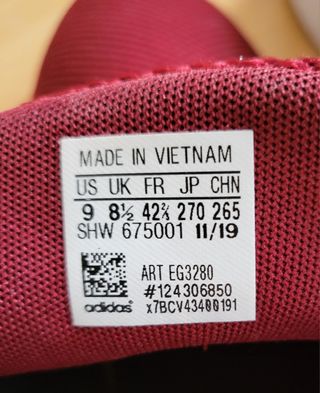 MADE IN VIETNAM
US UK FR JP CHN
9 8½ 42⅔ 270 265
SHW 675001 11/19
ART EG3280
#124306850
adidas x7BCV43400191